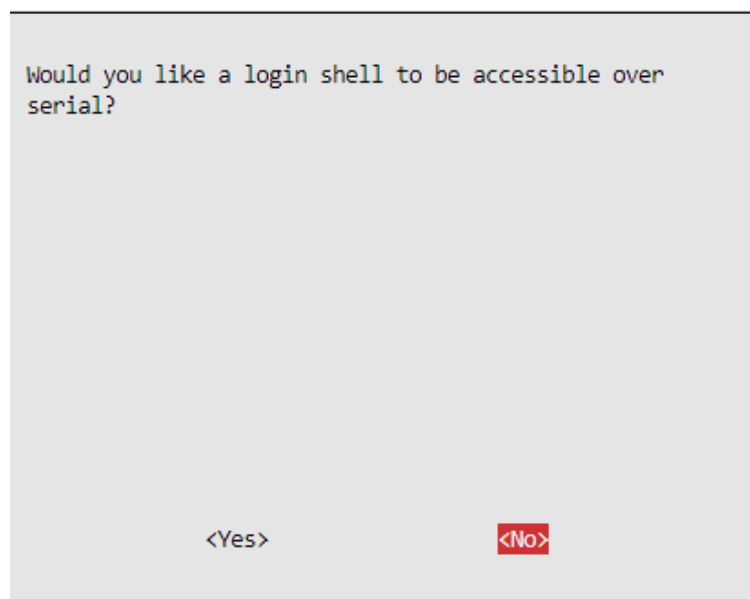 Would you like a login shell to be accessible over
serial?
<Yes> <No>